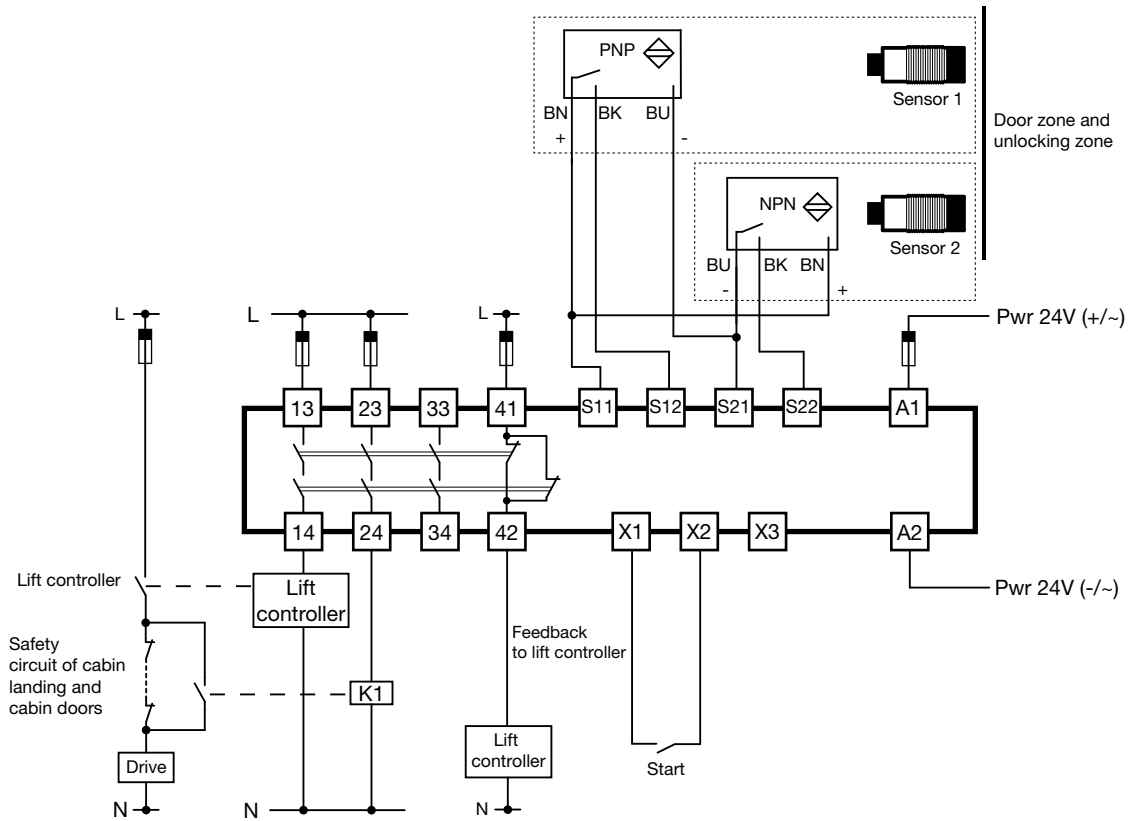 PNP
BN
BK
BU
+
-
Sensor 1
Door zone and
unlocking zone
NPN
BU
BK
BN
-
+
Sensor 2
L
L
L
Pwr 24V (+/~)
13
23
33
41
S11
S12
S21
S22
A1
14
24
34
42
X1
X2
X3
A2
Lift controller
Lift
controller
Pwr 24V (-/~)
Safety
circuit of cabin
landing and
cabin doors
Feedback
to lift controller
K1
Drive
Lift
controller
Start
N
N
N